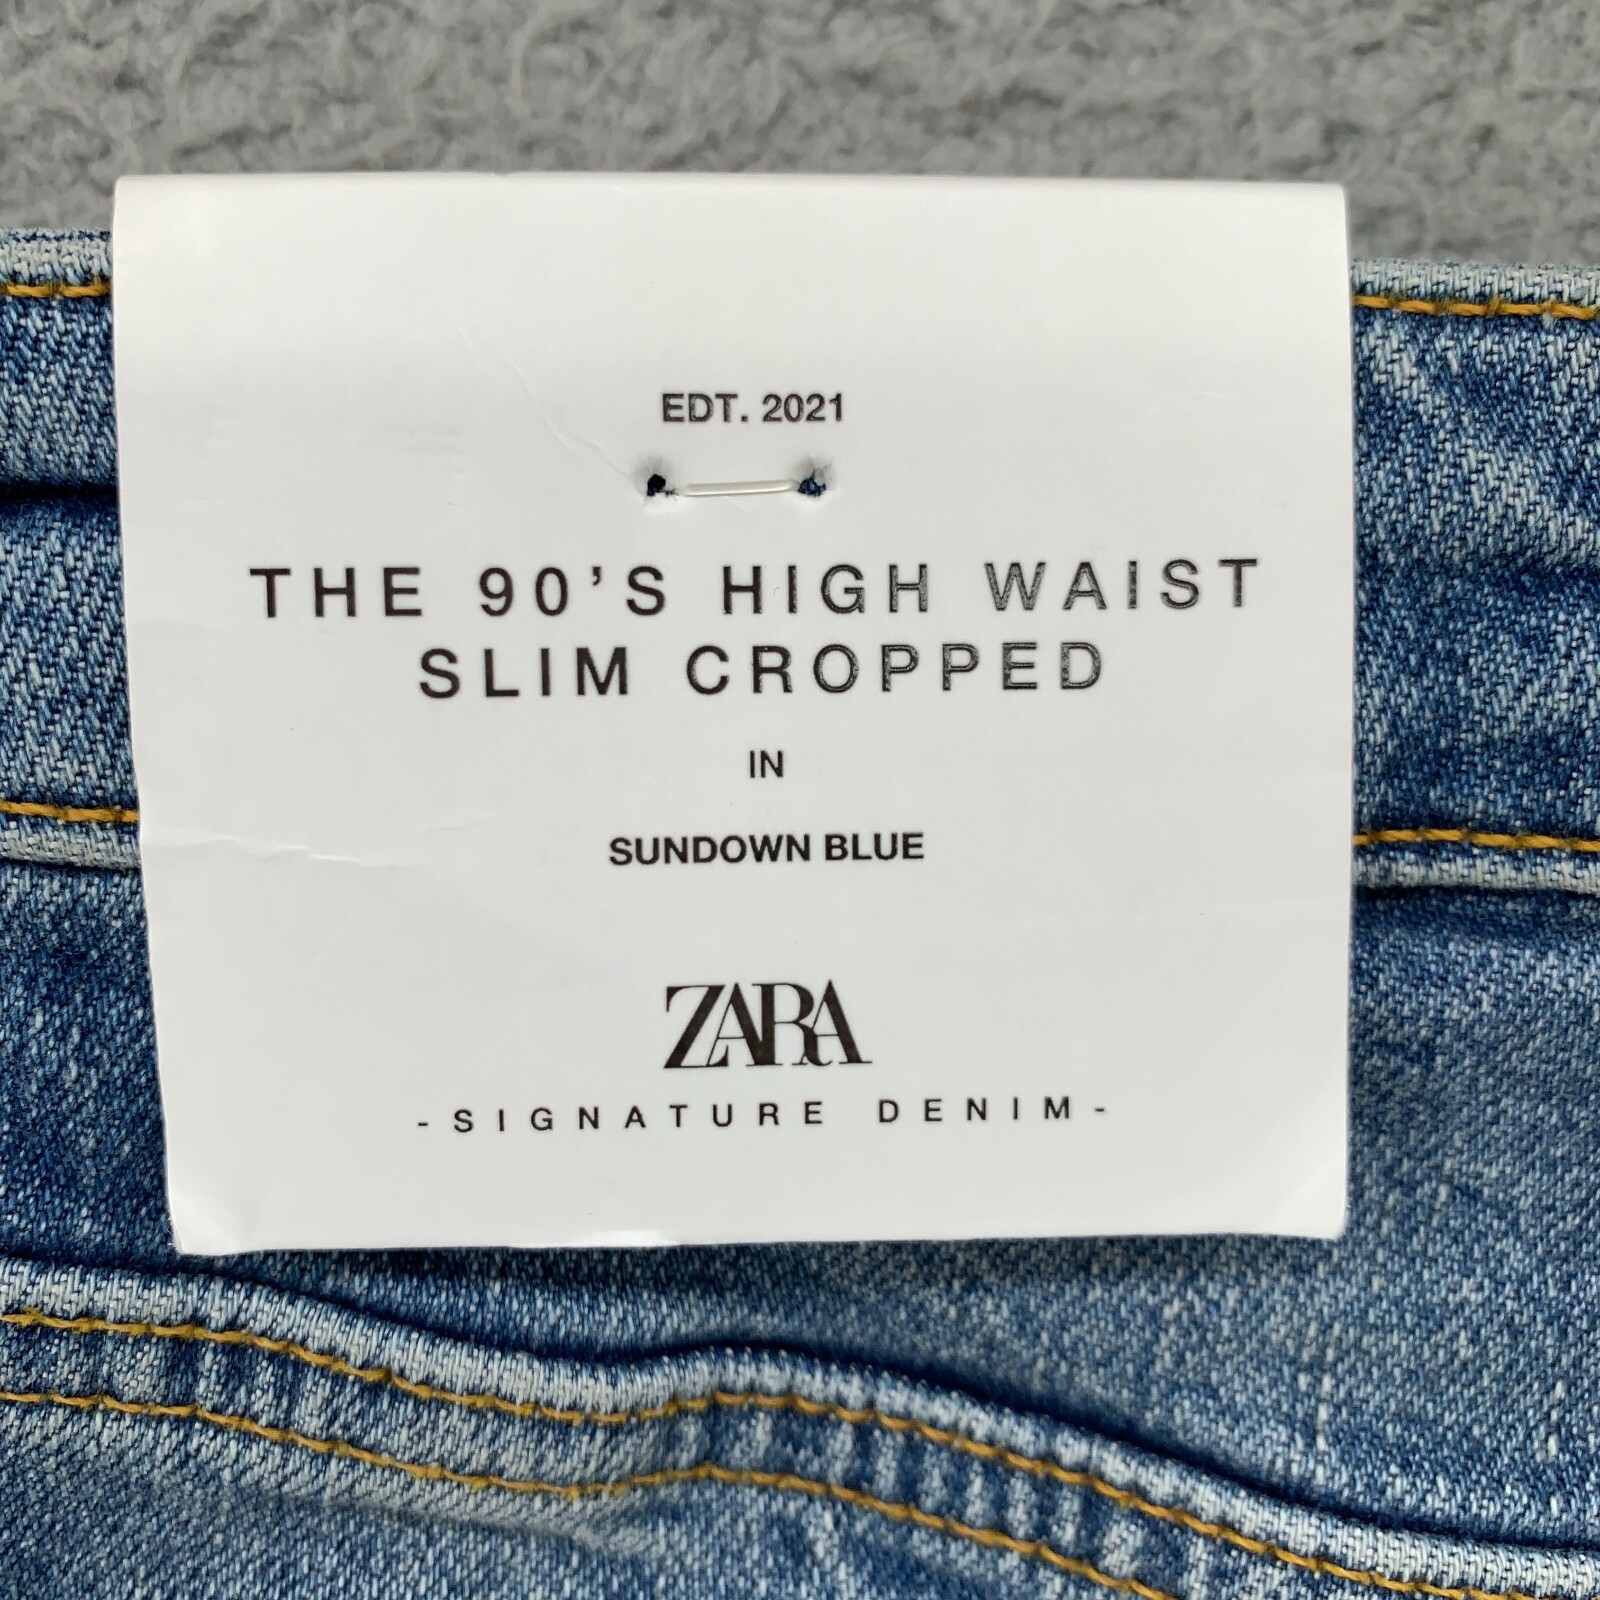 EDT. 2021
THE 90'S HIGH WAIST
SLIM CROPPED
IN
SUNDOWN BLUE
ZARA
- SIGNATURE DENIM -